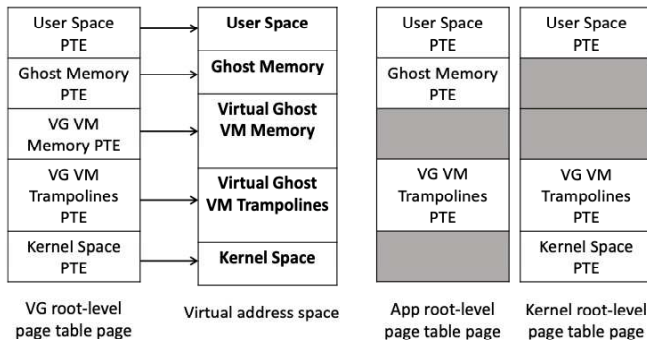 User Space
PTE
Ghost Memory
PTE
VG VM
Memory PTE
VG VM
Trampolines
PTE
Kernel Space
PTE
VG root-level
page table page
User Space
Ghost Memory
Virtual Ghost
VM Memory
Virtual Ghost
VM Trampolines
Kernel Space
Virtual address space
User Space
PTE
Ghost Memory
PTE
VG VM
Trampolines
PTE
App root-level
page table page
User Space
PTE
VG VM
Trampolines
PTE
Kernel Space
PTE
Kernel root-level
page table page